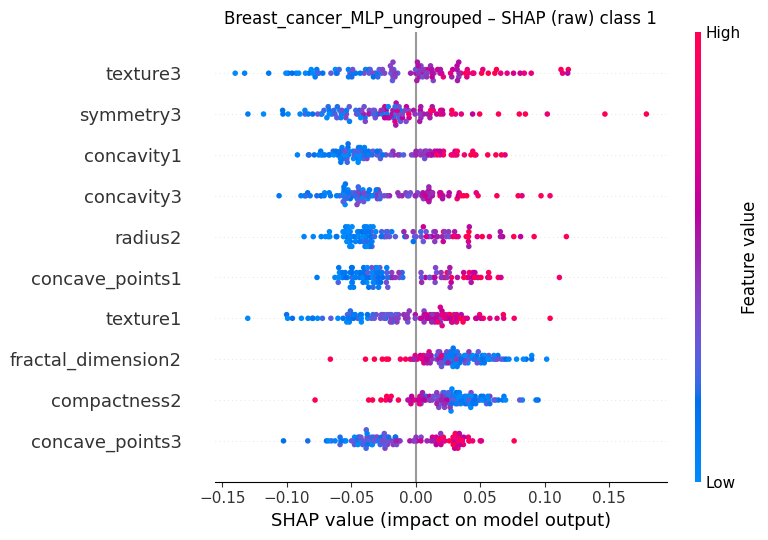 Breast_cancer_MLP_ungrouped – SHAP (raw) class 1
High
texture3
symmetry3
concavity1
concavity3
radius2
concave_points1
texture1
fractal_dimension2
compactness2
concave_points3
Feature value
Low
−0.15 −0.10 −0.05 0.00 0.05 0.10 0.15
SHAP value (impact on model output)